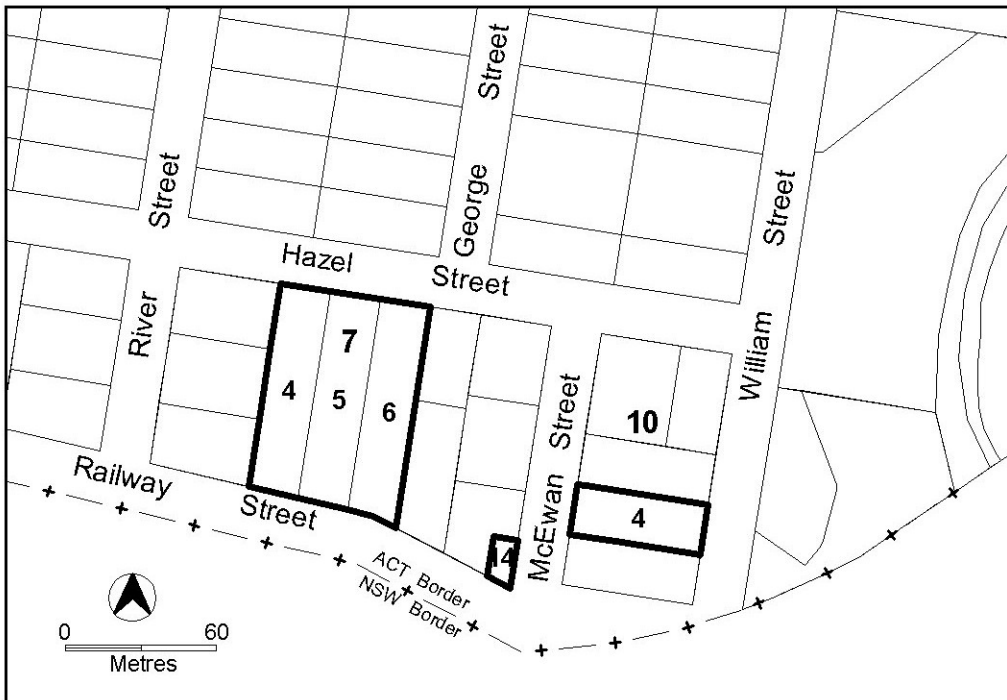 Street
Street
Street
George
Street
Hazel
Street
River
7
William
4
5
6
10
Street
McEwan
Railway
Street
4
14
ACT Border
NSW Border
0
60
Metres